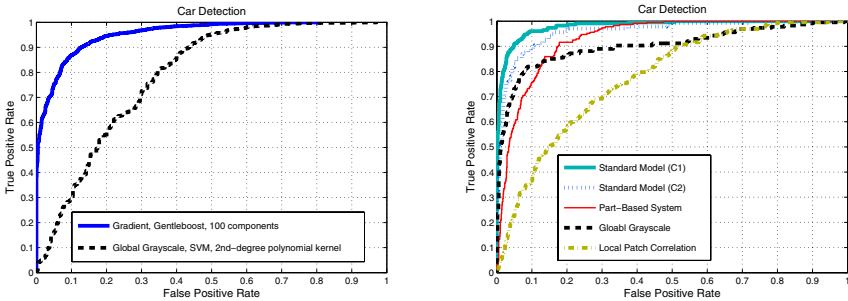 Car Detection
1
0.9
0.8
0.7
0.6
0.5
0.4
0.3
0.2
0.1
0
True Positive Rate
Gradient, Gentleboost, 100 components
Global Grayscale, SVM, 2nd-degree polynomial kernel
0 0.1 0.2 0.3 0.4 0.5 0.6 0.7 0.8 0.9 1
False Positive Rate
Car Detection
1
0.9
0.8
0.7
0.6
0.5
0.4
0.3
0.2
0.1
0
True Positive Rate
Standard Model (C1)
Standard Model (C2)
Part-Based System
Gloabl Grayscale
Local Patch Correlation
0 0.1 0.2 0.3 0.4 0.5 0.6 0.7 0.8 0.9 1
False Positive Rate